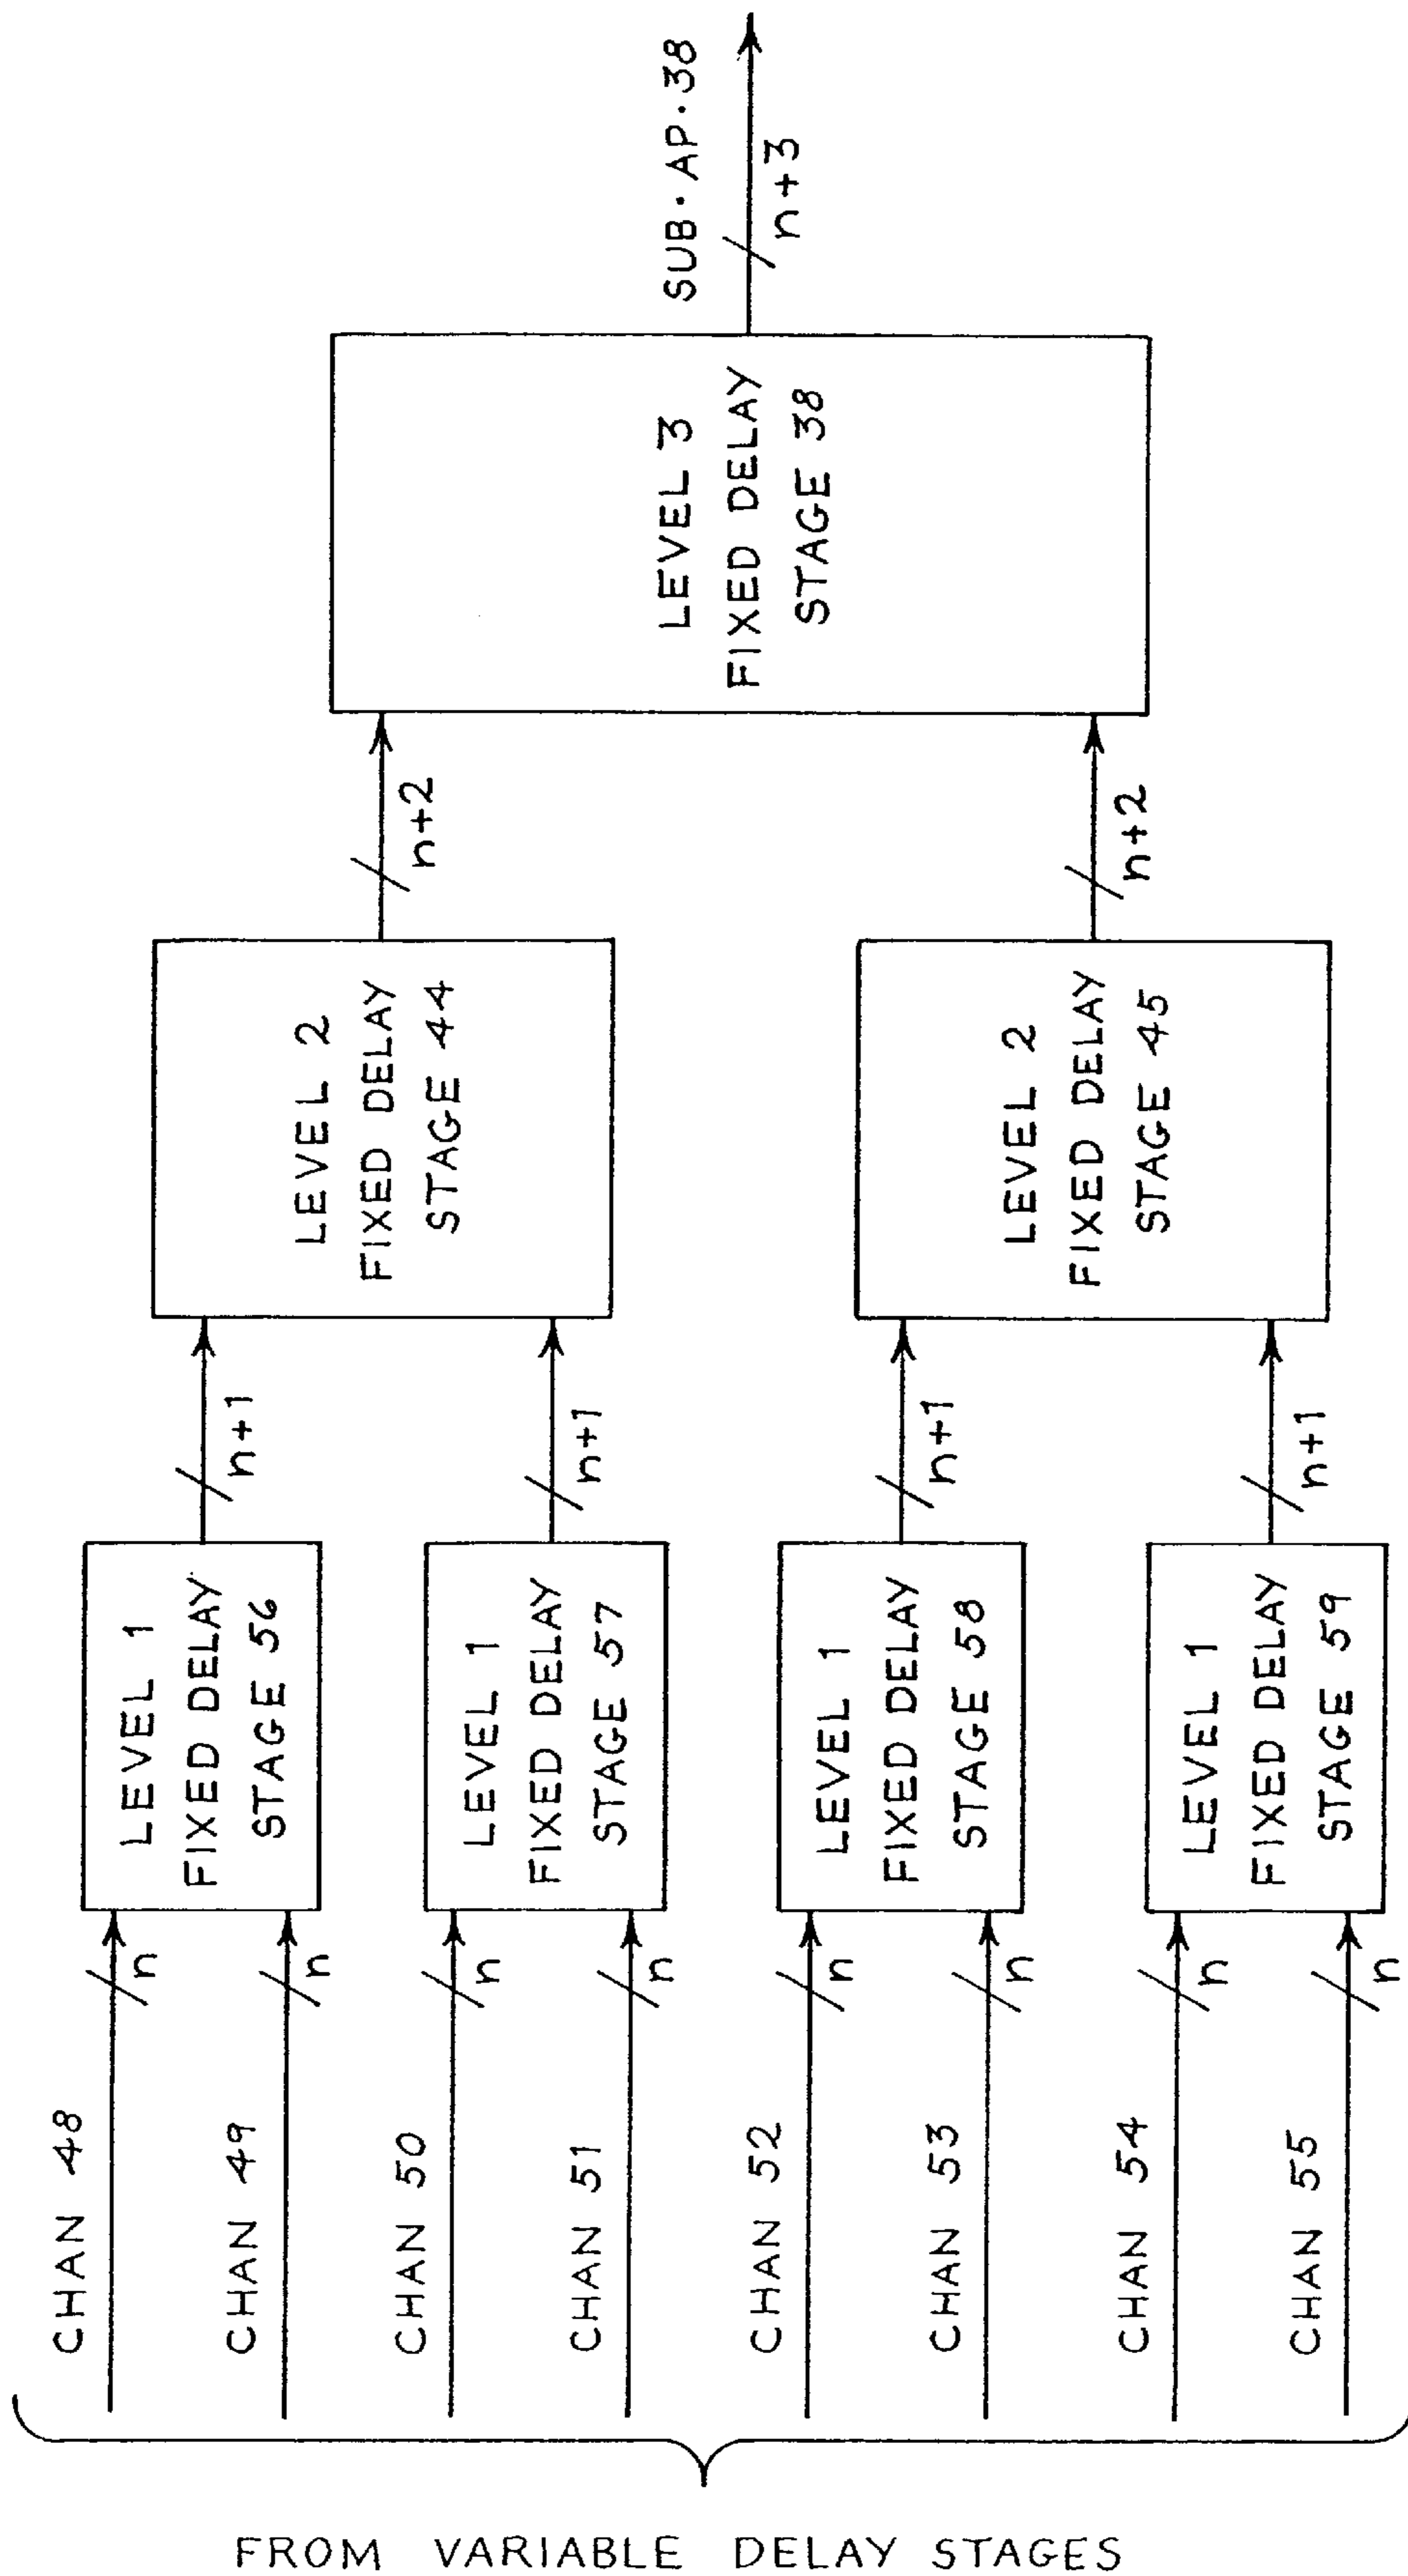 CHAN 48
n
CHAN 49
n
CHAN 50
n
CHAN 51
n
CHAN 52
n
CHAN 53
n
CHAN 54
n
CHAN 55
n
FROM VARIABLE DELAY STAGES
LEVEL 1
FIXED DELAY
STAGE 56
n+1
LEVEL 1
FIXED DELAY
STAGE 57
n+1
LEVEL 1
FIXED DELAY
STAGE 58
n+1
LEVEL 1
FIXED DELAY
STAGE 59
n+1
LEVEL 2
FIXED DELAY
STAGE 44
n+2
LEVEL 2
FIXED DELAY
STAGE 45
n+2
LEVEL 3
FIXED DELAY
STAGE 38
SUB·AP·38
n+3